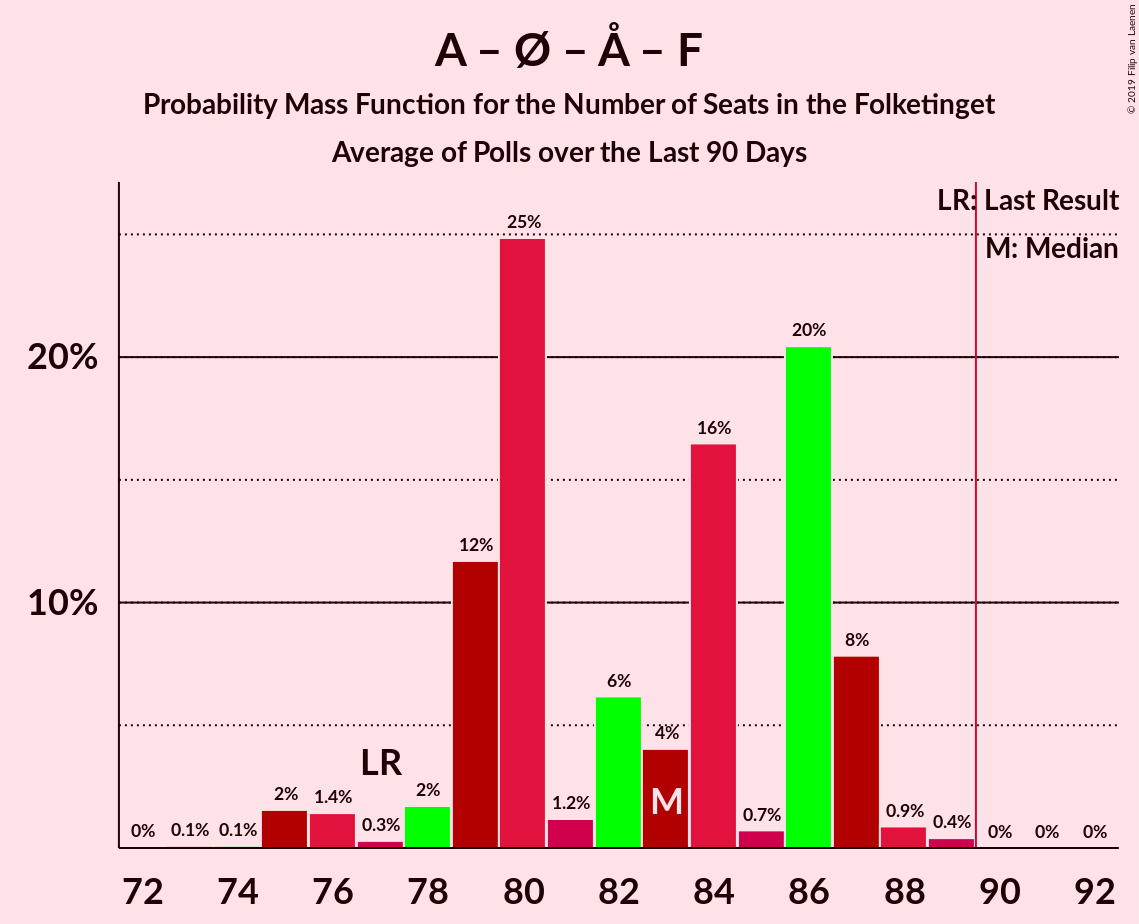 A – Ø – Å – F
Probability Mass Function for the Number of Seats in the Folketinget
Average of Polls over the Last 90 Days
© 2019 Filip van Laenen
LR: Last Result
M: Median
25%
20%
20%
16%
12%
10%
8%
6%
4%
LR
M
2%
1.4%
0.3%
2%
1.2%
0.7%
0.9%
0.4%
0%
0.1%
0.1%
0%
0%
0%
72 74 76 78 80 82 84 86 88 90 92